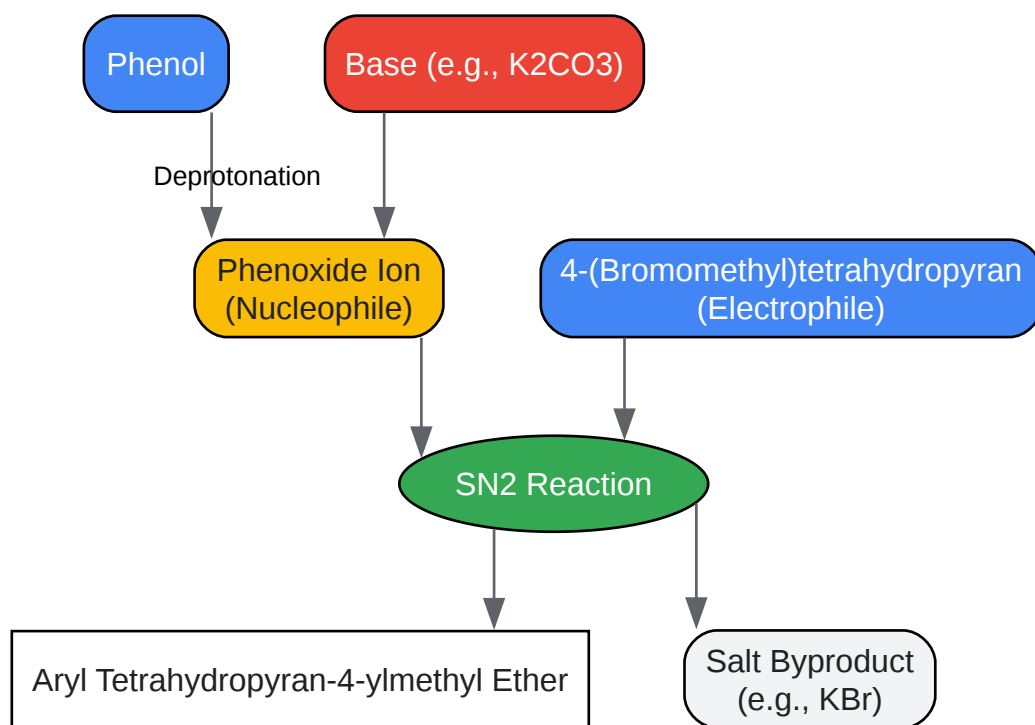 Phenol
Base (e.g., K2CO3)
Deprotonation
Phenoxide Ion
(Nucleophile)
4-(Bromomethyl)tetrahydropyran
(Electrophile)
SN2 Reaction
Aryl Tetrahydropyran-4-ylmethyl Ether
Salt Byproduct
(e.g., KBr)